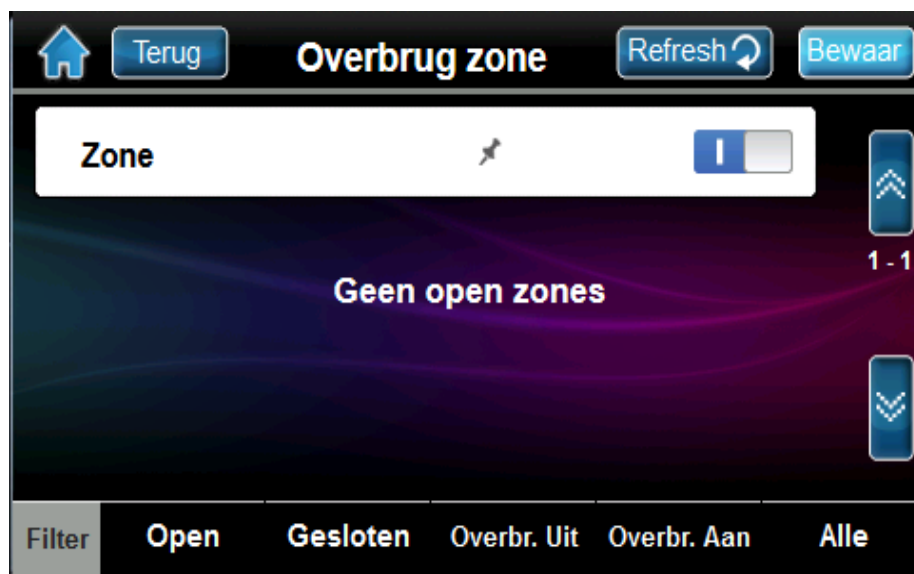 Terug Overbrug zone Refresh Bewaar
Zone
1 - 1
Geen open zones
Filter Open Gesloten Overbr. Uit Overbr. Aan Alle